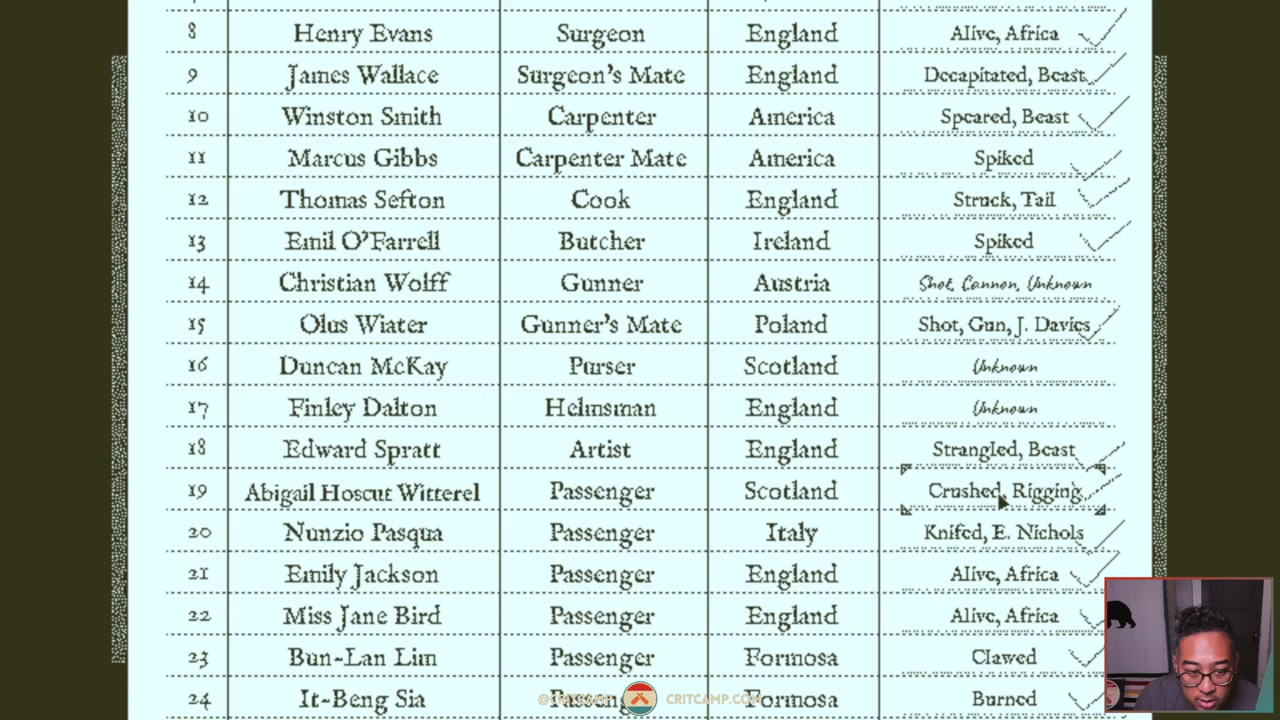 8 Henry Evans Surgeon England Alive, Africa
9 James Wallace Surgeon's Mate England Decapitated, Beast
10 Winston Smith Carpenter America Speared, Beast
11 Marcus Gibbs Carpenter Mate America Spiked
12 Thomas Sefton Cook England Struck, Tail
13 Emil O'Farrell Butcher Ireland Spiked
14 Christian Wolff Gunner Austria Shot, Cannon, Unknown
15 Olus Wiater Gunner's Mate Poland Shot, Gun, J. Davies
16 Duncan McKay Purser Scotland Unknown
17 Finley Dalton Helmsman England Unknown
18 Edward Spratt Artist England Strangled, Beast
19 Abigail Hoscut Witterel Passenger Scotland Crushed, Rigging
20 Nunzio Pasqua Passenger Italy Knifed, E. Nichols
21 Emily Jackson Passenger England Alive, Africa
22 Miss Jane Bird Passenger England Alive, Africa
23 Bun-Lan Lim Passenger Formosa Clawed
24 It-Beng Sia Passenger Formosa Burned
CRITCAMP.COM